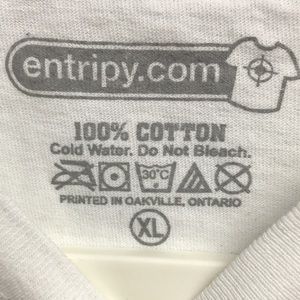 entripy.com
100% COTTON
Cold Water. Do Not Bleach.
30°C
PRINTED IN OAKVILLE, ONTARIO
XL